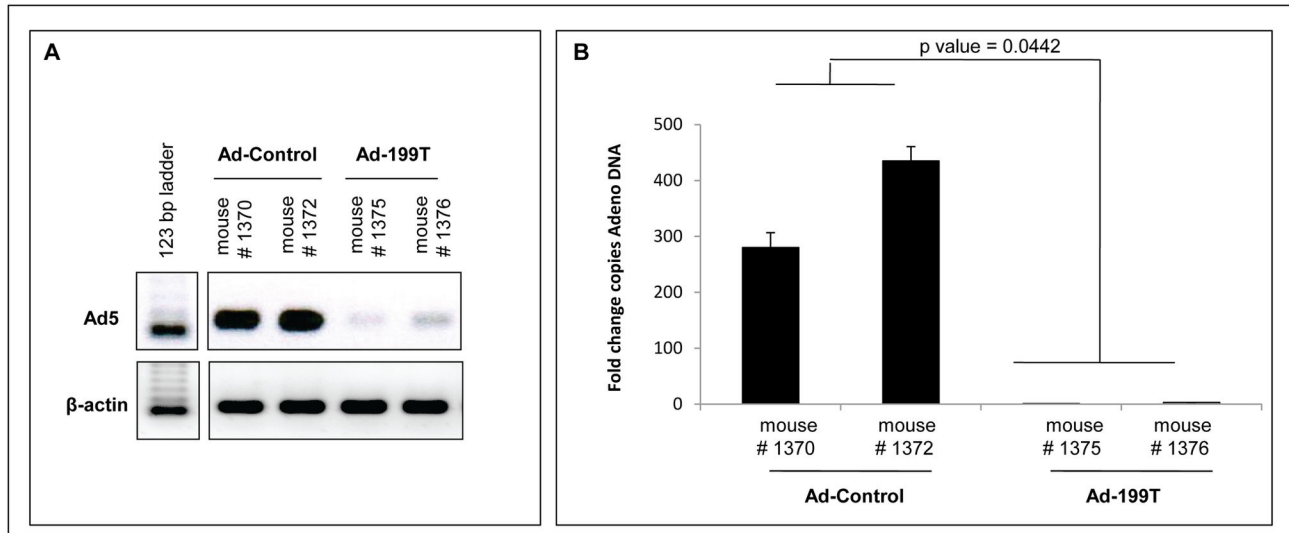 A
123 bp ladder
Ad-Control
Ad-199T
mouse
# 1370
mouse
# 1372
mouse
# 1375
mouse
# 1376
Ad5
β-actin
B
p value = 0.0442
Fold change copies Adeno DNA
500
400
300
200
100
0
mouse
# 1370
mouse
# 1372
mouse
# 1375
mouse
# 1376
Ad-Control
Ad-199T